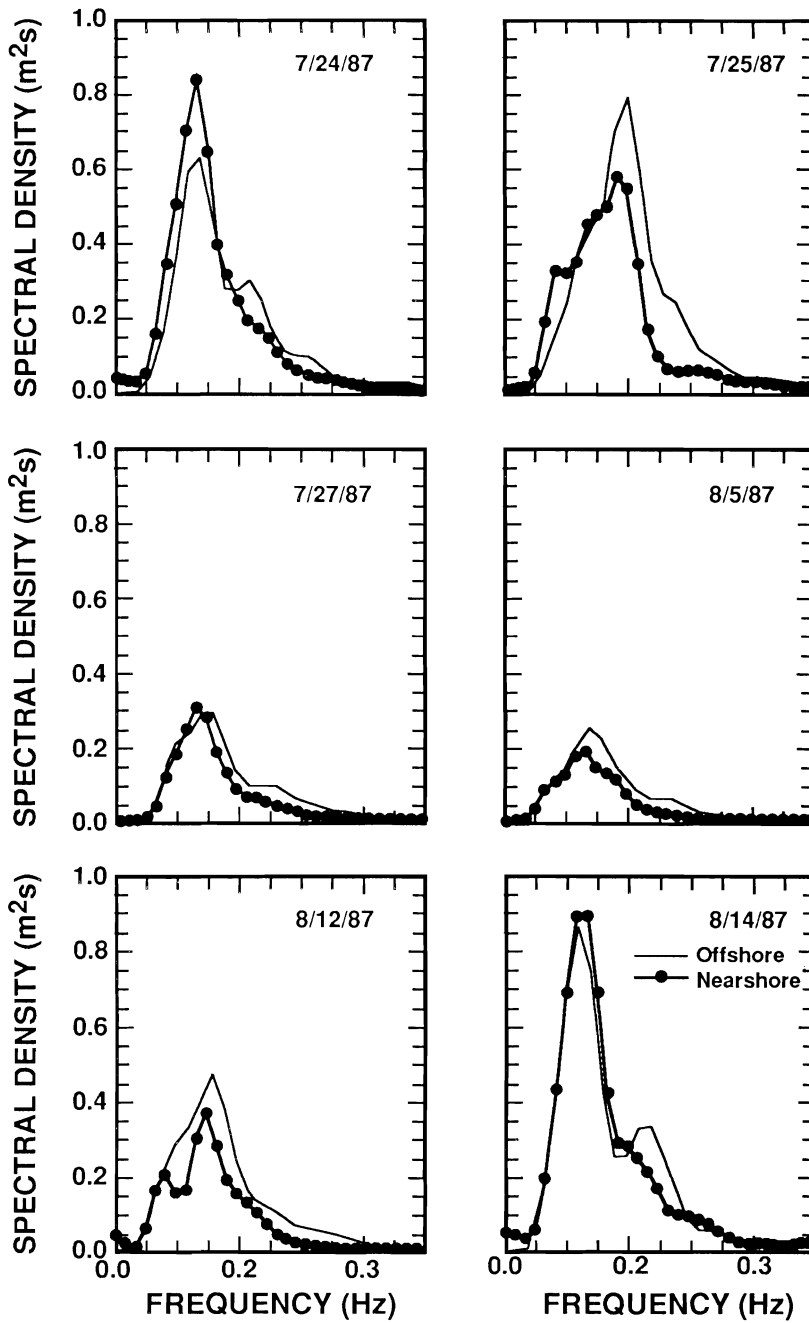 SPECTRAL DENSITY (m²s)
1.0
0.8
0.6
0.4
0.2
0.0
7/24/87
7/25/87
SPECTRAL DENSITY (m²s)
1.0
0.8
0.6
0.4
0.2
0.0
7/27/87
8/5/87
SPECTRAL DENSITY (m²s)
1.0
0.8
0.6
0.4
0.2
0.0
8/12/87
8/14/87
Offshore
Nearshore
0.0 0.2 0.3
0.0 0.2 0.3
FREQUENCY (Hz)
FREQUENCY (Hz)